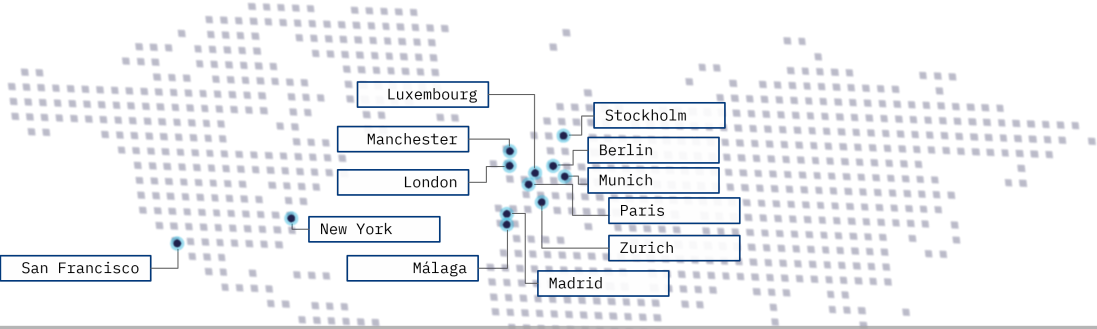 Luxembourg
Stockholm
Manchester
Berlin
London
Munich
Paris
New York
Zurich
San Francisco
Málaga
Madrid